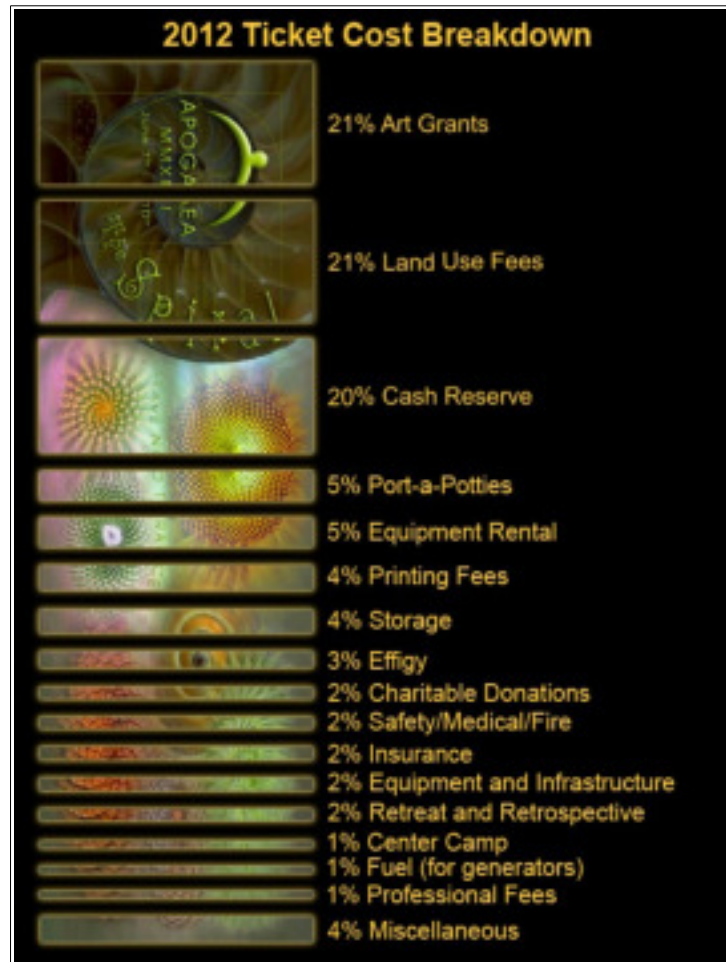 2012 Ticket Cost Breakdown
APOGAEA
21% Art Grants
21% Land Use Fees
20% Cash Reserve
5% Port-a-Potties
5% Equipment Rental
4% Printing Fees
4% Storage
3% Effigy
2% Charitable Donations
2% Safety/Medical/Fire
2% Insurance
2% Equipment and Infrastructure
2% Retreat and Retrospective
1% Center Camp
1% Fuel (for generators)
1% Professional Fees
4% Miscellaneous